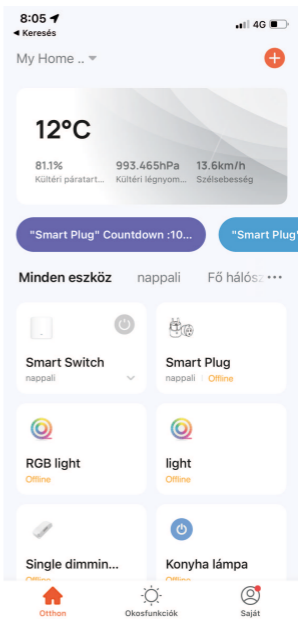 8:05
4G
◀ Keresés
My Home .. ▼
12°C
81.1% 993.465hPa 13.6km/h
Kültéri páratart... Kültéri légnyom... Szélsebesség
"Smart Plug" Countdown :10... "Smart Plug"
Minden eszköz nappali Fő hálósz ...
Smart Switch Smart Plug
nappali nappali | Offline
RGB light light
Offline Offline
Single dimmin... Konyha lámpa
Offline Offline
Otthon Okosfunkciók Saját